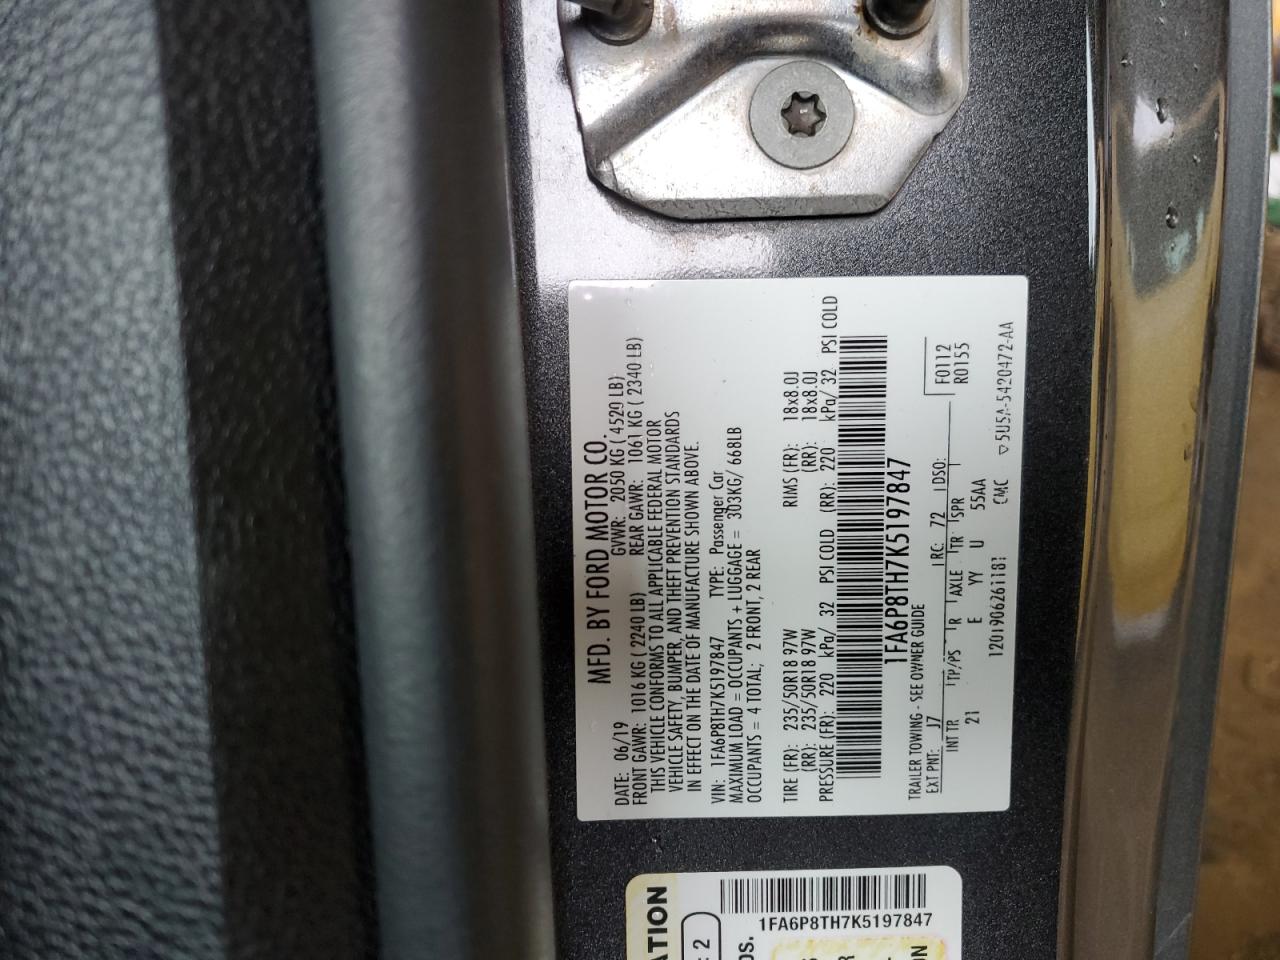 MFD. BY FORD MOTOR CO.
DATE: 06/19 GVWR: 2050 KG ( 4520 LB)
FRONT GAWR: 1016 KG ( 2240 LB) REAR GAWR: 1061 KG ( 2340 LB)
THIS VEHICLE CONFORMS TO ALL APPLICABLE FEDERAL MOTOR
VEHICLE SAFETY, BUMPER, AND THEFT PREVENTION STANDARDS
IN EFFECT ON THE DATE OF MANUFACTURE SHOWN ABOVE.
VIN: 1FA6P8TH7K5197847 TYPE: Passenger Car
MAXIMUM LOAD = OCCUPANTS + LUGGAGE = 303KG/ 668LB
OCCUPANTS = 4 TOTAL; 2 FRONT, 2 REAR
TIRE (FR): 235/50R18 97W RIMS (FR): 18x8.0J
(RR): 235/50R18 97W (RR): 18x8.0J
PRESSURE (FR): 220 kPa/ 32 PSI COLD (RR): 220 kPa/ 32 PSI COLD
1FA6P8TH7K5197847
TRAILER TOWING - SEE OWNER GUIDE
EXT PNT: J7 RC: 72 DSO: F0112
R0155
INT TR TP/PS R AXLE TR SPR
21 E YY U 55AA
1201906261181 CMC
5USA-5420472-AA
1FA6P8TH7K5197847
ATION
2
OS.